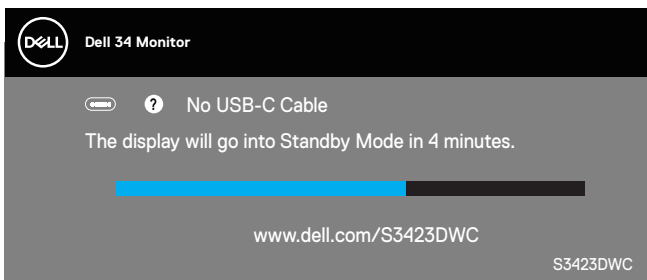 DELL Dell 34 Monitor
? No USB-C Cable
The display will go into Standby Mode in 4 minutes.
www.dell.com/S3423DWC
S3423DWC